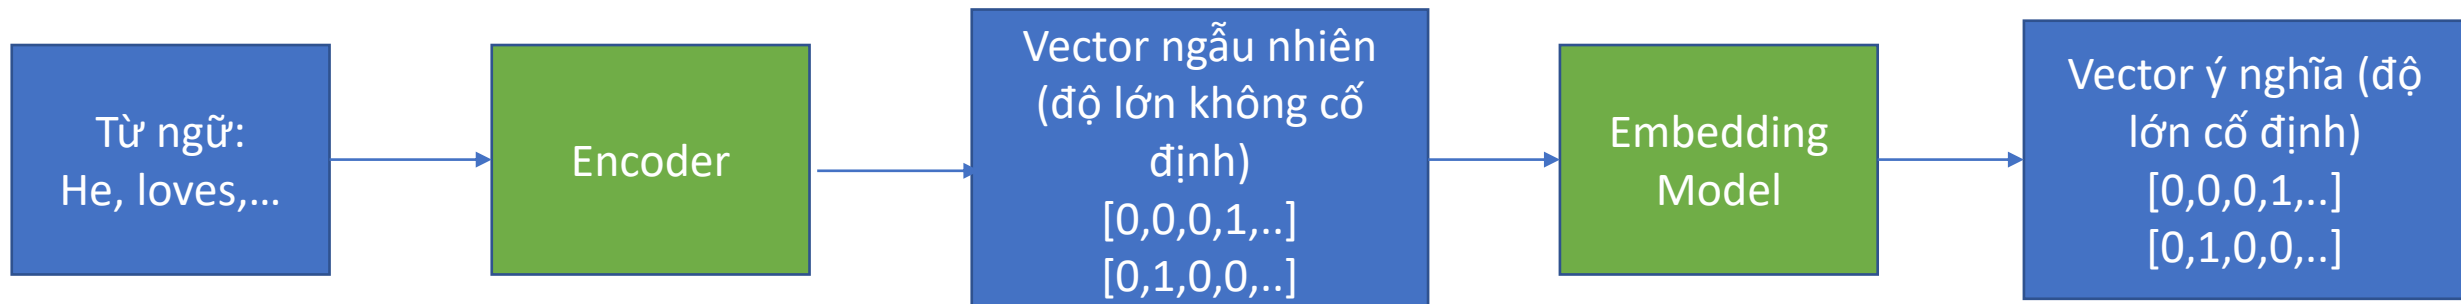 Từ ngữ:
He, loves,...
Encoder
Vector ngẫu nhiên
(độ lớn không cố
định)
[0,0,0,1,..]
[0,1,0,0,..]
Embedding
Model
Vector ý nghĩa (độ
lớn cố định)
[0,0,0,1,..]
[0,1,0,0,..]